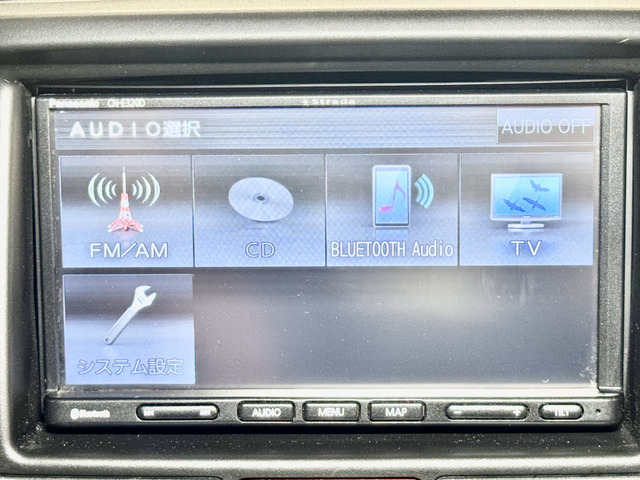 Panasonic CN-E320D Strada
AUDIO選択 AUDIO OFF
FM/AM CD BLUETOOTH Audio TV
システム設定
Bluetooth AUDIO MENU MAP - + TILT